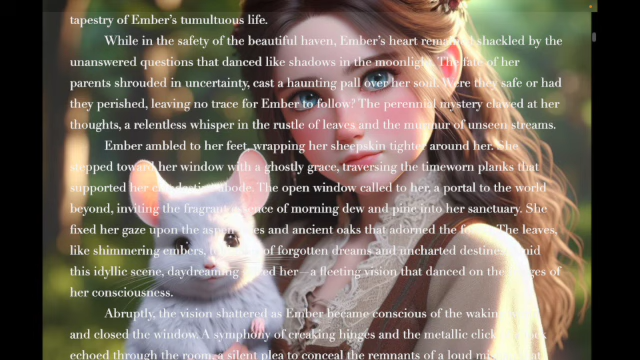 tapestry of Ember's tumultuous life.
While in the safety of the beautiful haven, Ember's heart remained shackled by the
unanswered questions that danced like shadows in the moonlight. The fate of her
parents shrouded in uncertainty, cast a haunting pall over her soul. Were they safe or had
they perished, leaving no trace for Ember to follow? The perennial mystery clawed at her
thoughts, a relentless whisper in the rustle of leaves and the murmur of unseen streams.
Ember ambled to her feet, wrapping her sheepskin tighter around her. She
stepped toward her window with a ghostly grace, traversing the timeworn planks that
supported her abode. The open window called to her, a portal to the world
beyond, inviting the fragrant essence of morning dew and pine into her sanctuary. She
fixed her gaze upon the aspen and ancient oaks that adorned the The leaves,
like shimmering embers, of forgotten dreams and uncharted destinies.
this idyllic scene, daydreaming her—a fleeting vision that danced on the of
her consciousness.
Abruptly, the vision shattered as Ember became conscious of the waking
and closed the window. A symphony of creaking hinges and the metallic click
echoed through the room, a silent plea to conceal the remnants of a loud